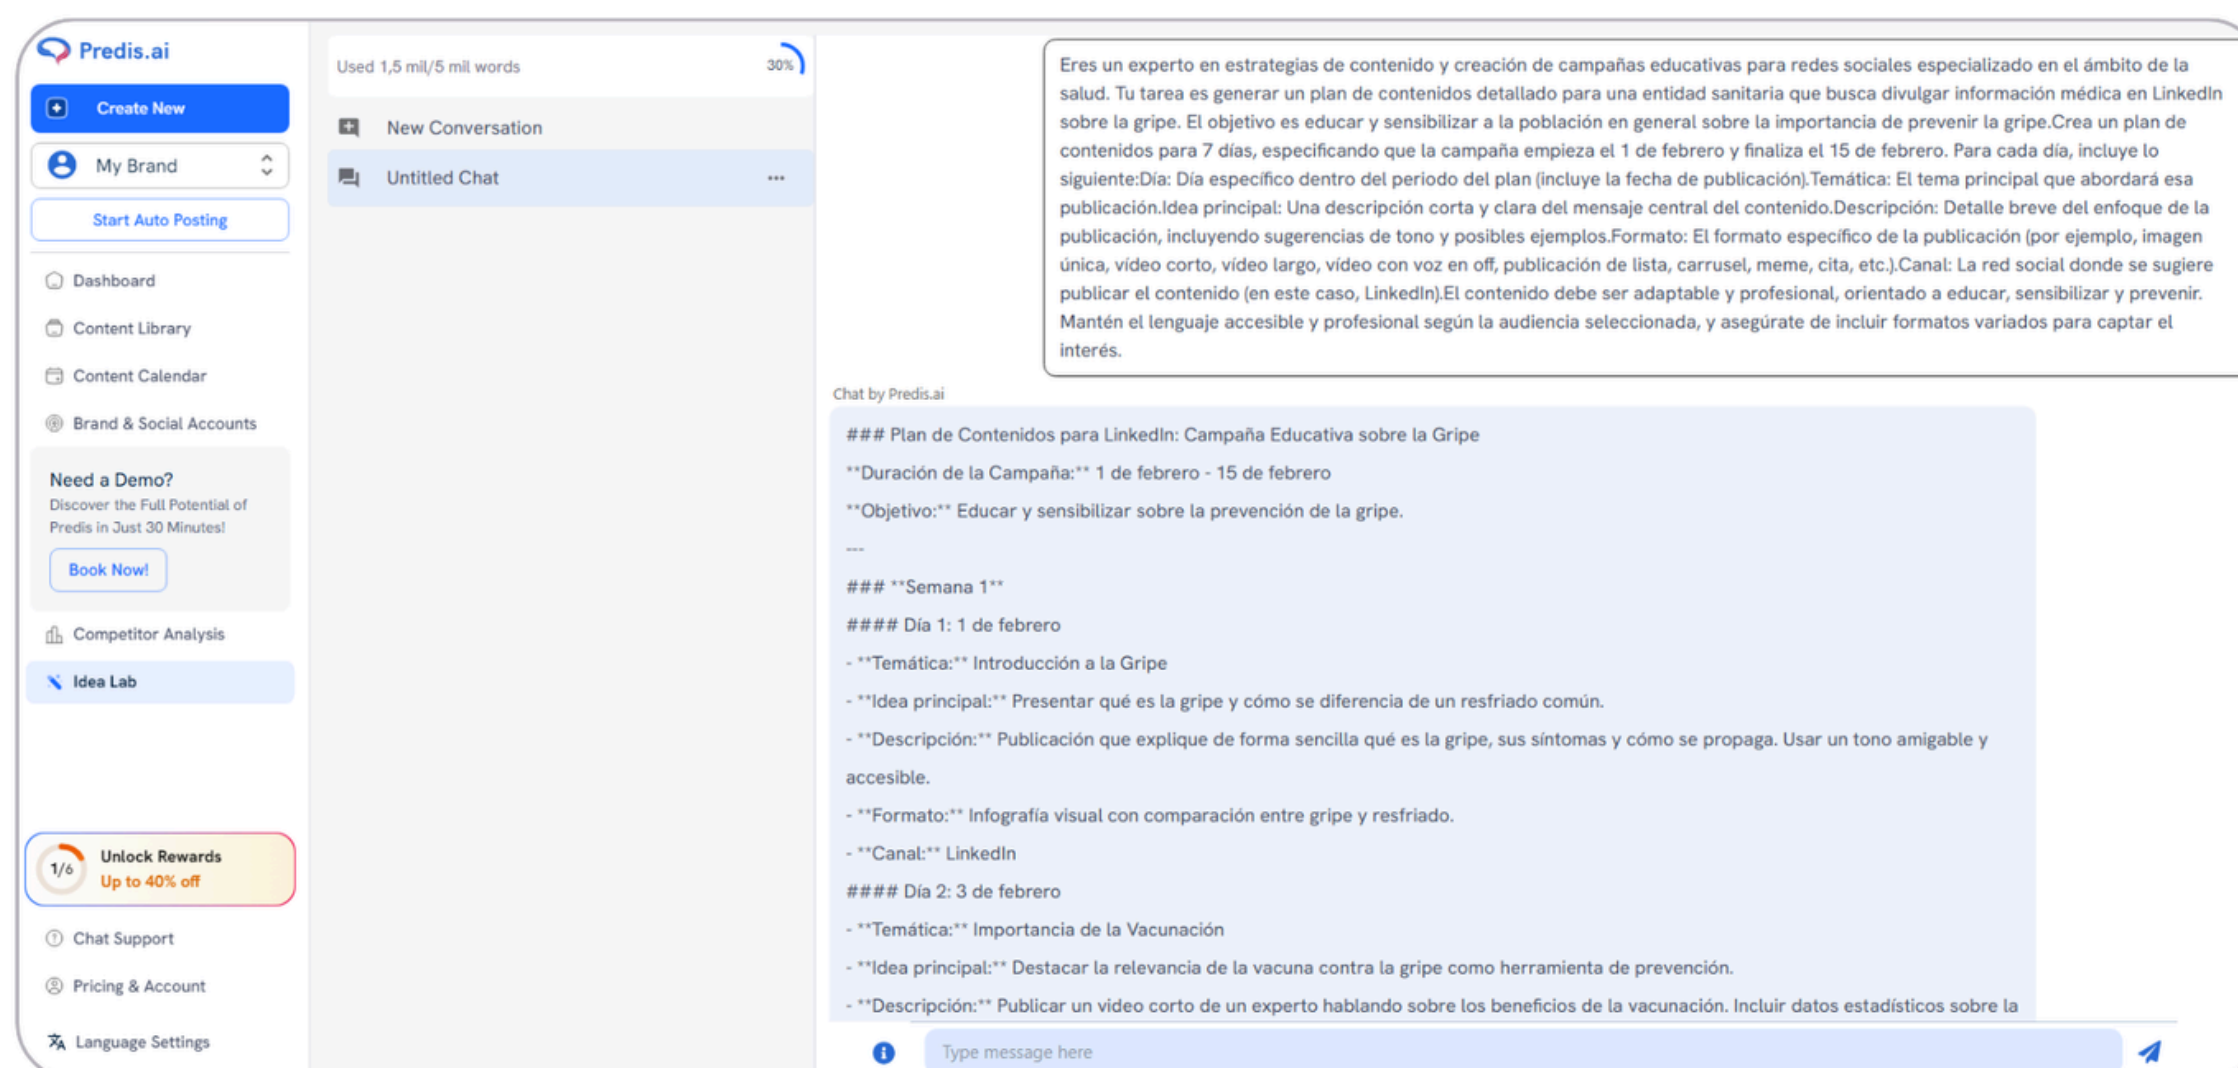 Predis.ai
Create New
My Brand
Start Auto Posting
Dashboard
Content Library
Content Calendar
Brand & Social Accounts
Need a Demo?
Discover the Full Potential of
Predis in Just 30 Minutes!
Book Now!
Competitor Analysis
Idea Lab
1/6
Unlock Rewards
Up to 40% off
Chat Support
Pricing & Account
Language Settings
Used 1,5 mil/5 mil words
30%
New Conversation
Untitled Chat
Eres un experto en estrategias de contenido y creación de campañas educativas para redes sociales especializado en el ámbito de la
salud. Tu tarea es generar un plan de contenidos detallado para una entidad sanitaria que busca divulgar información médica en LinkedIn
sobre la gripe. El objetivo es educar y sensibilizar a la población en general sobre la importancia de prevenir la gripe.Crea un plan de
contenidos para 7 días, especificando que la campaña empieza el 1 de febrero y finaliza el 15 de febrero. Para cada día, incluye lo
siguiente:Día: Día específico dentro del periodo del plan (incluye la fecha de publicación).Temática: El tema principal que abordará esa
publicación.Idea principal: Una descripción corta y clara del mensaje central del contenido.Descripción: Detalle breve del enfoque de la
publicación, incluyendo sugerencias de tono y posibles ejemplos.Formato: El formato específico de la publicación (por ejemplo, imagen
única, vídeo corto, vídeo largo, vídeo con voz en off, publicación de lista, carrusel, meme, cita, etc.).Canal: La red social donde se sugiere
publicar el contenido (en este caso, LinkedIn).El contenido debe ser adaptable y profesional, orientado a educar, sensibilizar y prevenir.
Mantén el lenguaje accesible y profesional según la audiencia seleccionada, y asegúrate de incluir formatos variados para captar el
interés.
Chat by Predis.ai
### Plan de Contenidos para LinkedIn: Campaña Educativa sobre la Gripe
**Duración de la Campaña:** 1 de febrero - 15 de febrero
**Objetivo:** Educar y sensibilizar sobre la prevención de la gripe.
---
### **Semana 1**
#### Día 1: 1 de febrero
- **Temática:** Introducción a la Gripe
- **Idea principal:** Presentar qué es la gripe y cómo se diferencia de un resfriado común.
- **Descripción:** Publicación que explique de forma sencilla qué es la gripe, sus síntomas y cómo se propaga. Usar un tono amigable y
accesible.
- **Formato:** Infografía visual con comparación entre gripe y resfriado.
- **Canal:** LinkedIn
#### Día 2: 3 de febrero
- **Temática:** Importancia de la Vacunación
- **Idea principal:** Destacar la relevancia de la vacuna contra la gripe como herramienta de prevención.
- **Descripción:** Publicar un video corto de un experto hablando sobre los beneficios de la vacunación. Incluir datos estadísticos sobre la
Type message here